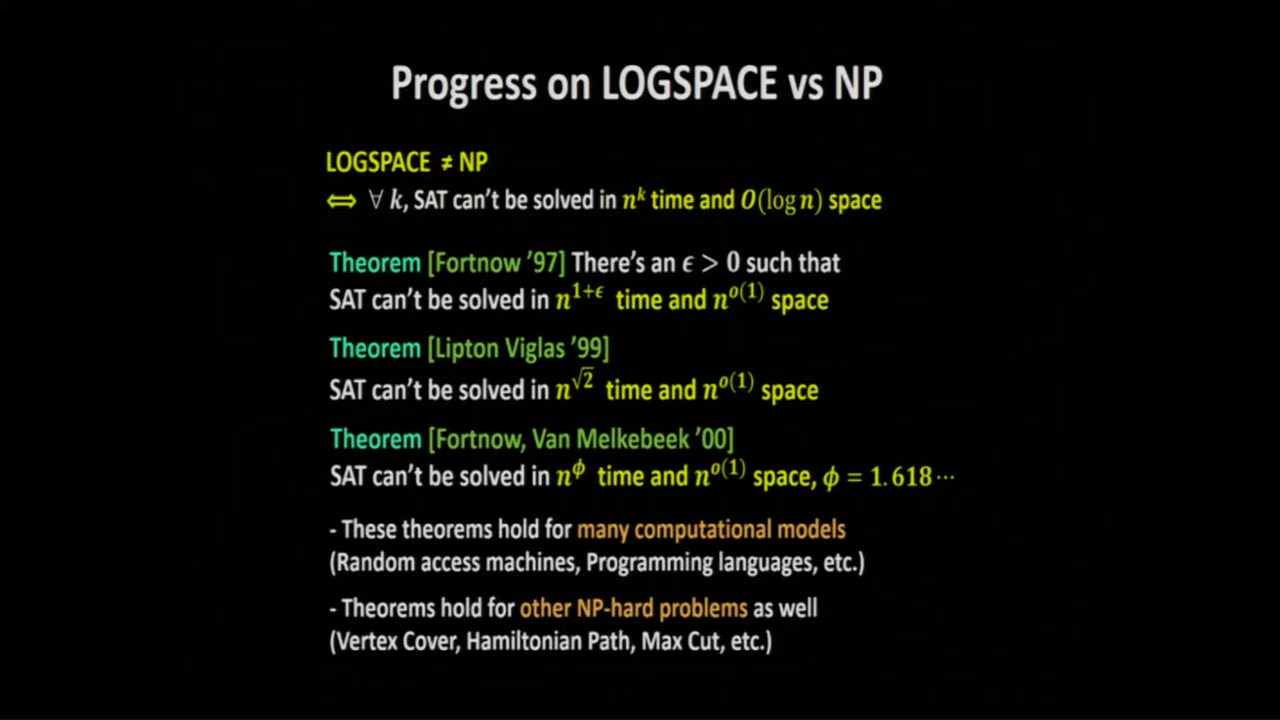 Progress on LOGSPACE vs NP
LOGSPACE ≠ NP
⟺ ∀ k, SAT can't be solved in n^k time and O(log n) space
Theorem [Fortnow '97] There's an ϵ > 0 such that
SAT can't be solved in n^{1+ϵ} time and n^{o(1)} space
Theorem [Lipton Viglas '99]
SAT can't be solved in n^{√2} time and n^{o(1)} space
Theorem [Fortnow, Van Melkebeek '00]
SAT can't be solved in n^ϕ time and n^{o(1)} space, ϕ = 1.618⋯
- These theorems hold for many computational models
(Random access machines, Programming languages, etc.)
- Theorems hold for other NP-hard problems as well
(Vertex Cover, Hamiltonian Path, Max Cut, etc.)